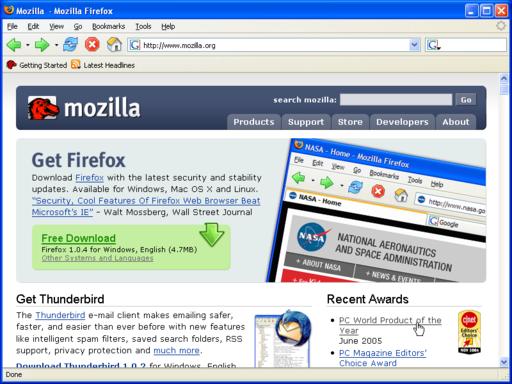 Mozilla - Mozilla Firefox
File Edit View Go Bookmarks Tools Help
http://www.mozilla.org
G
Getting Started Latest Headlines
mozilla
search mozilla: Go
Products Support Store Developers About
Get Firefox
Download Firefox with the latest security and stability
updates. Available for Windows, Mac OS X and Linux.
"Security, Cool Features Of Firefox Web Browser Beat
Microsoft's IE" - Walt Mossberg, Wall Street Journal
Free Download
Firefox 1.0.4 for Windows, English (4.7MB)
Other Systems and Languages
NASA - Home - Mozilla Firefox
File Edit View Go Bookmarks Tools Help
http://www.nasa.go
NASA - Home
Google
NASA
NATIONAL AERONAUTICS
AND SPACE ADMINISTRATION
+ ABOUT NASA + NEWS & EVENTS
Get Thunderbird
The Thunderbird e-mail client makes emailing safer,
faster, and easier than ever before with new features
like intelligent spam filters, saved search folders, RSS
support, privacy protection and much more.
Download Thunderbird 1.0.2 for Windows, English
Recent Awards
PC World Product of the
Year
June 2005
PC Magazine Editors'
Choice Award
c|net
Editors'
Choice
NOV 2004
Done